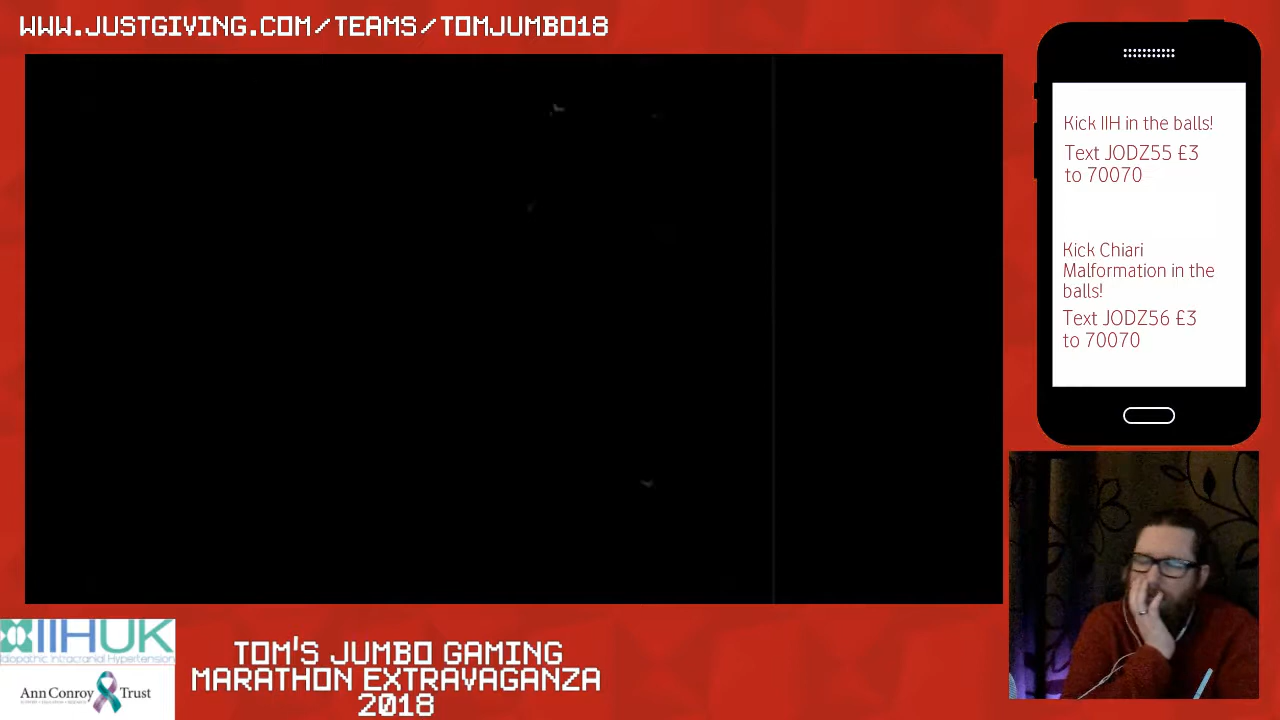 WWW.JUSTGIVING.COM/TEAMS/TOMJUMBO18
Kick IIH in the balls!
Text JODZ55 £3
to 70070
Kick Chiari
Malformation in the
balls!
Text JODZ56 £3
to 70070
IIHUK
Idiopathic Intracranial Hypertension
Ann Conroy Trust
TOM'S JUMBO GAMING
MARATHON EXTRAVAGANZA
2018